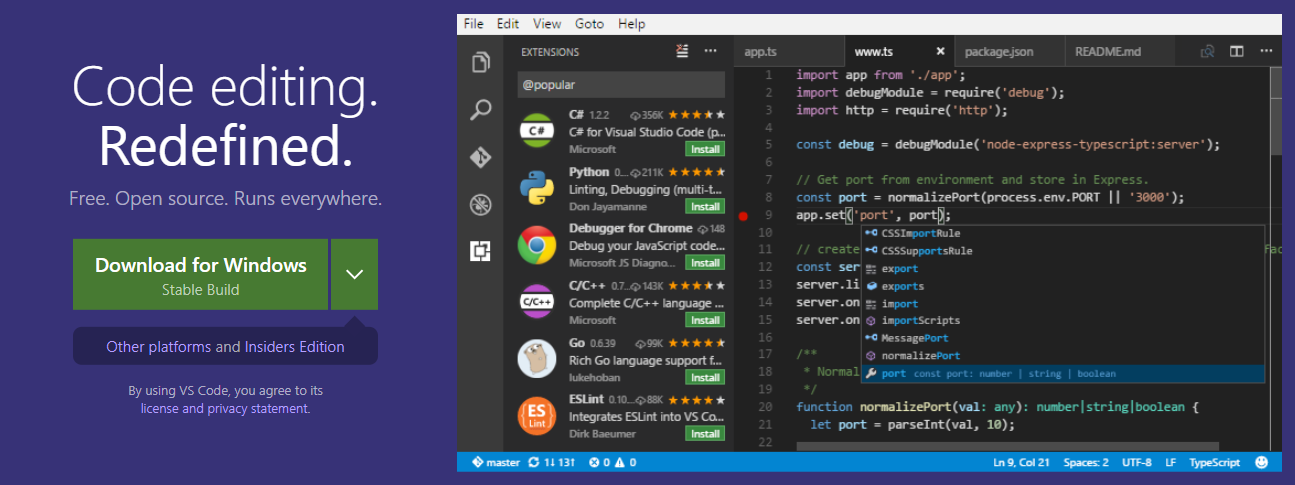 Code editing.
Redefined.
Free. Open source. Runs everywhere.
Download for Windows
Stable Build
Other platforms and Insiders Edition
By using VS Code, you agree to its
license and privacy statement.
File Edit View Goto Help
EXTENSIONS
@popular
C# 1.2.2 356K
C# for Visual Studio Code (p...
Microsoft Install
Python 0.... 211K
Linting, Debugging (multi-t...
Don Jayamanne Install
Debugger for Chrome 148
Debug your JavaScript code...
Microsoft JS Diagno... Install
C/C++ 0.7... 143K
Complete C/C++ language ...
Microsoft Install
Go 0.6.39 99K
Rich Go language support f...
lukehoban Install
ESLint 0.10... 88K
Integrates ESLint into VS Co...
Dirk Baeumer Install
C#
C/C++
ES
Lint
app.ts www.ts package.json README.md
1 import app from './app';
2 import debugModule = require('debug');
3 import http = require('http');
4
5 const debug = debugModule('node-express-typescript:server');
6
7 // Get port from environment and store in Express.
8 const port = normalizePort(process.env.PORT || '3000');
9 app.set('port', port);
10
11 // create
12 const ser
13 server.li
14 server.on
15 server.on
16
17 /**
18 * Normal
19 */
20 function normalizePort(val: any): number|string|boolean {
21 let port = parseInt(val, 10);
22
CSSImportRule
CSSSupportsRule
export
exports
import
importScripts
MessagePort
normalizePort
port const port: number | string | boolean
master 1↓ 13↑ 0 0 Ln 9, Col 21 Spaces: 2 UTF-8 LF TypeScript